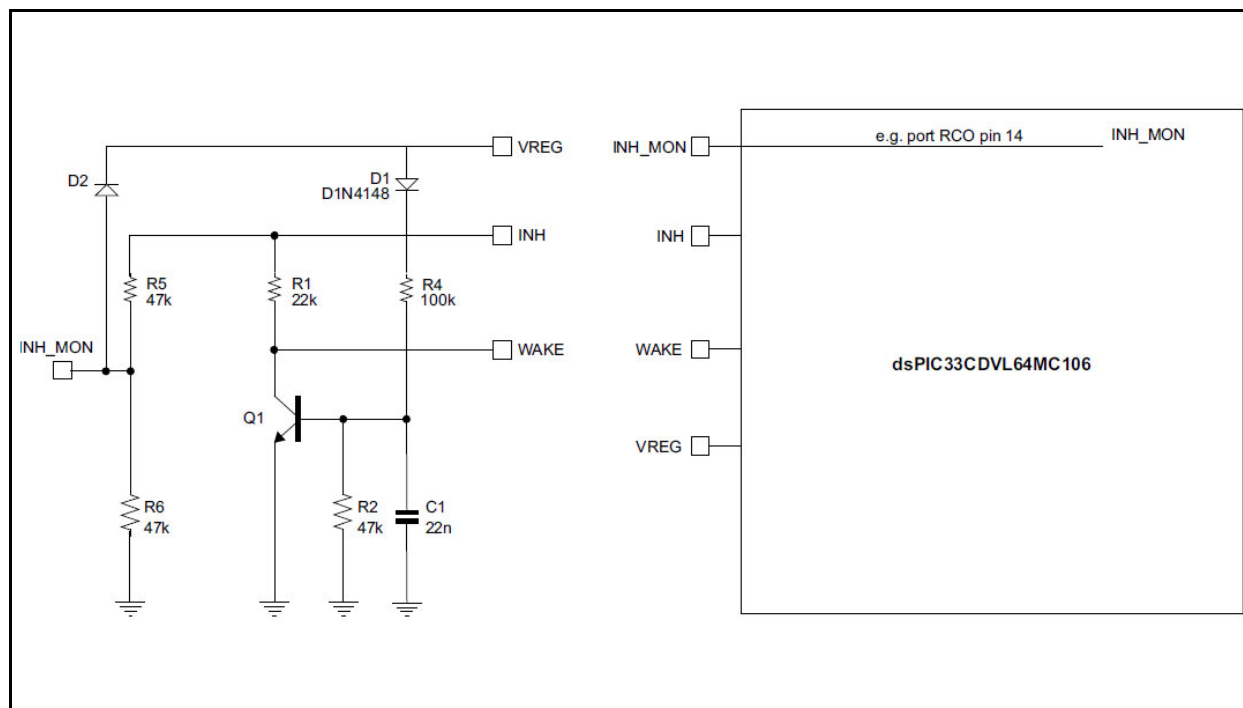 VREG
INH_MON
e.g. port RCO pin 14
INH_MON
D2
D1
D1N4148
INH
INH
R5
47k
R1
22k
R4
100k
INH_MON
WAKE
WAKE
dsPIC33CDVL64MC106
Q1
VREG
R6
47k
R2
47k
C1
22n